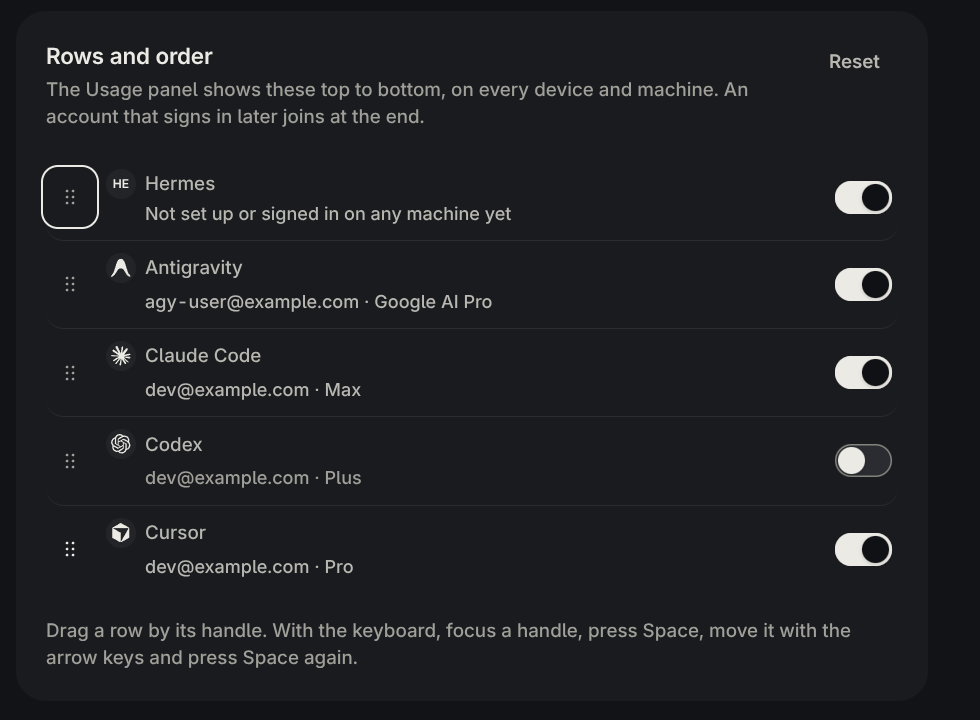 Rows and order
Reset
The Usage panel shows these top to bottom, on every device and machine. An
account that signs in later joins at the end.
HE Hermes
Not set up or signed in on any machine yet
Antigravity
agy-user@example.com · Google AI Pro
Claude Code
dev@example.com · Max
Codex
dev@example.com · Plus
Cursor
dev@example.com · Pro
Drag a row by its handle. With the keyboard, focus a handle, press Space, move it with the
arrow keys and press Space again.